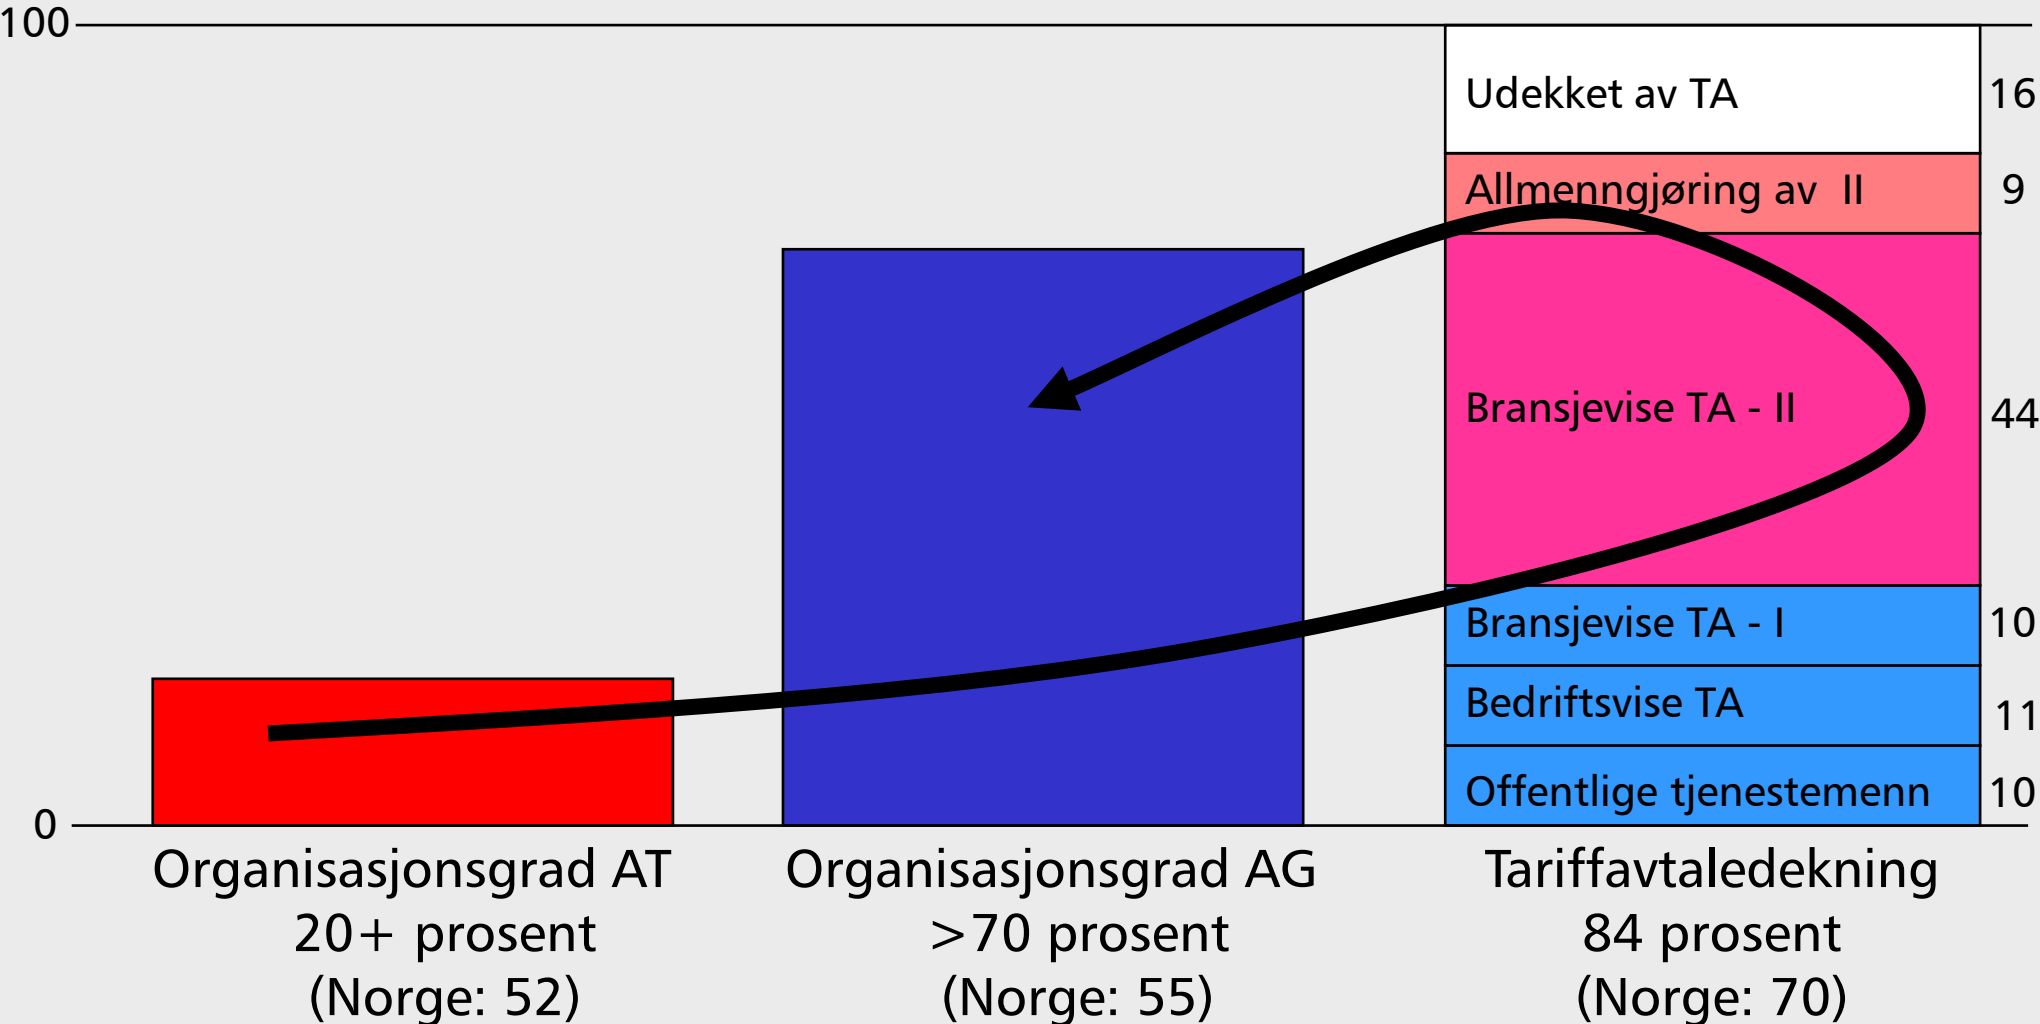 100
Udekket av TA
16
Allmenngjøring av II
9
Bransjevise TA - II
44
Bransjevise TA - I
10
Bedriftsvise TA
11
Offentlige tjenestemenn
10
0
Organisasjonsgrad AT
20+ prosent
(Norge: 52)
Organisasjonsgrad AG
>70 prosent
(Norge: 55)
Tariffavtaledekning
84 prosent
(Norge: 70)